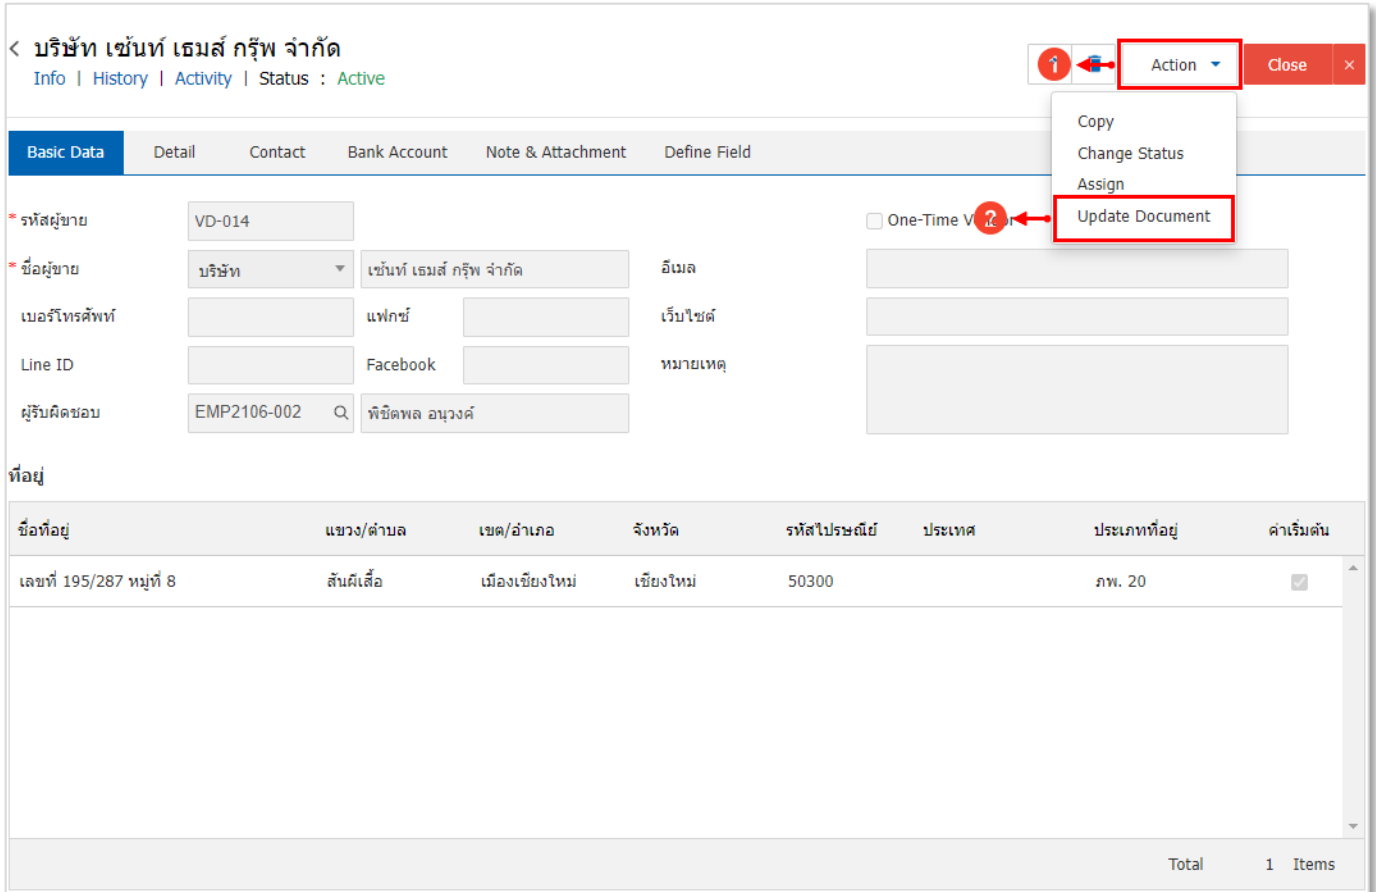 บริษัท เซ้นท์ เธมส์ กรุ๊พ จำกัด
Info | History | Activity | Status : Active
1
Action
Close ×
Copy
Change Status
Assign
Update Document
Basic Data Detail Contact Bank Account Note & Attachment Define Field
* รหัสผู้ขาย VD-014 One-Time 2
* ชื่อผู้ขาย บริษัท เซ้นท์ เธมส์ กรุ๊พ จำกัด อีเมล
เบอร์โทรศัพท์ แฟกซ์ เว็บไซต์
Line ID Facebook หมายเหตุ
ผู้รับผิดชอบ EMP2106-002 พิชิตพล อนุวงค์
ที่อยู่
ชื่อที่อยู่ แขวง/ตำบล เขต/อำเภอ จังหวัด รหัสไปรษณีย์ ประเทศ ประเภทที่อยู่ ค่าเริ่มต้น
เลขที่ 195/287 หมู่ที่ 8 สันผีเสื้อ เมืองเชียงใหม่ เชียงใหม่ 50300 ภพ. 20
Total 1 Items